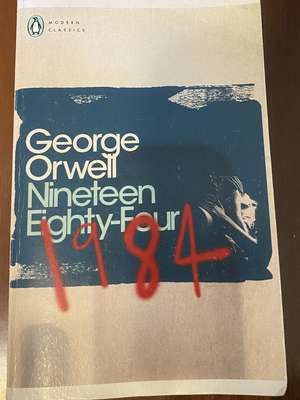 MODERN
CLASSICS
George
Orwell
Nineteen
Eighty-Four
1984